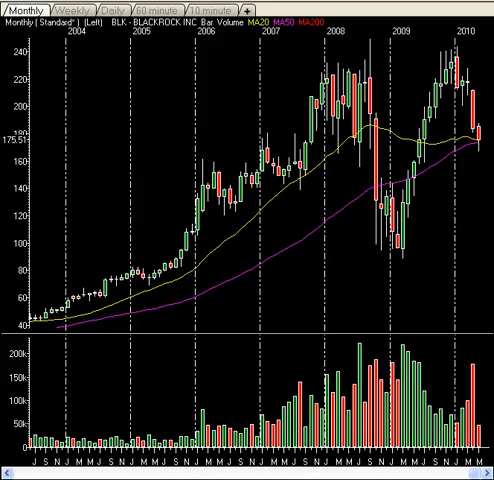 Monthly Weekly Daily 60 minute 10 minute +
Monthly [ Standard* ] (Left) BLK - BLACKROCK INC Bar Volume MA20 MA50 MA200
2004 2005 2006 2007 2008 2009 2010
240
220
200
180
175.51
160
140
120
100
80
60
40
200k
150k
100k
50k
0
J S N J M M J S N J M M J S N J M M J S N J M M J S N J M M J S N J M M J S N J M M